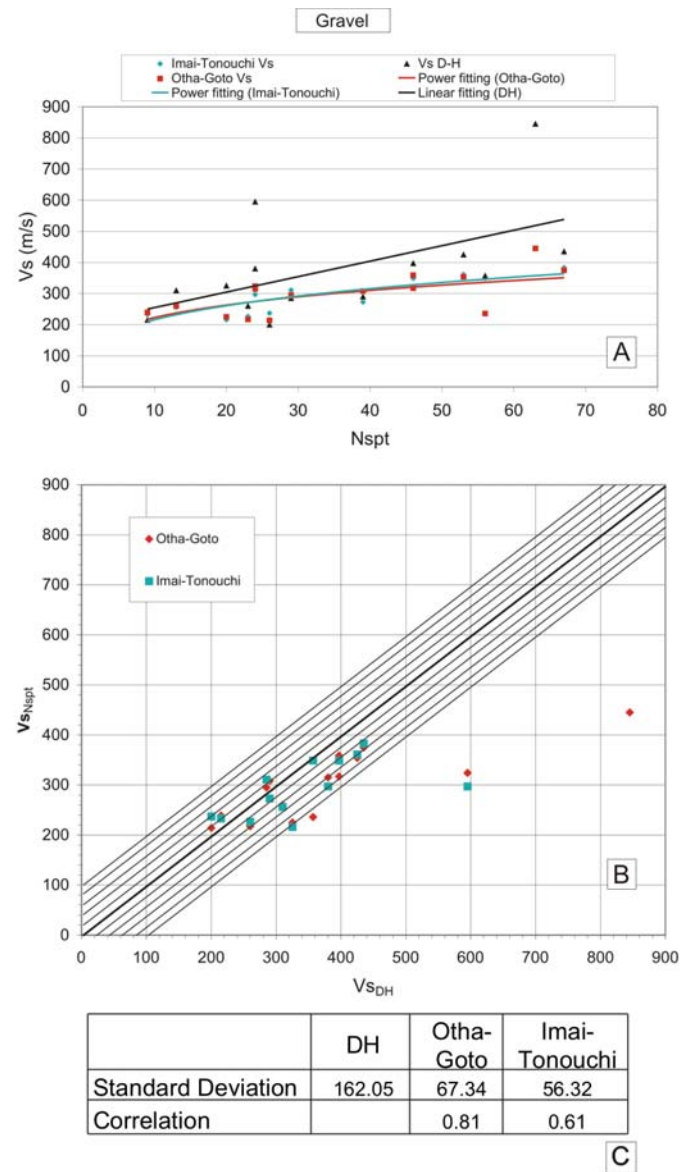 Gravel
Imai-Tonouchi Vs
Vs D-H
Otha-Goto Vs
Power fitting (Otha-Goto)
Power fitting (Imai-Tonouchi)
Linear fitting (DH)
900
800
700
600
500
400
300
200
100
0
Vs (m/s)
A
0 10 20 30 40 50 60 70 80
Nspt
900
800
700
600
500
400
300
200
100
0
VsNspt
Otha-Goto
Imai-Tonouchi
B
0 100 200 300 400 500 600 700 800 900
VsDH
DH Otha- Imai-
Goto Tonouchi
Standard Deviation 162.05 67.34 56.32
Correlation 0.81 0.61
C